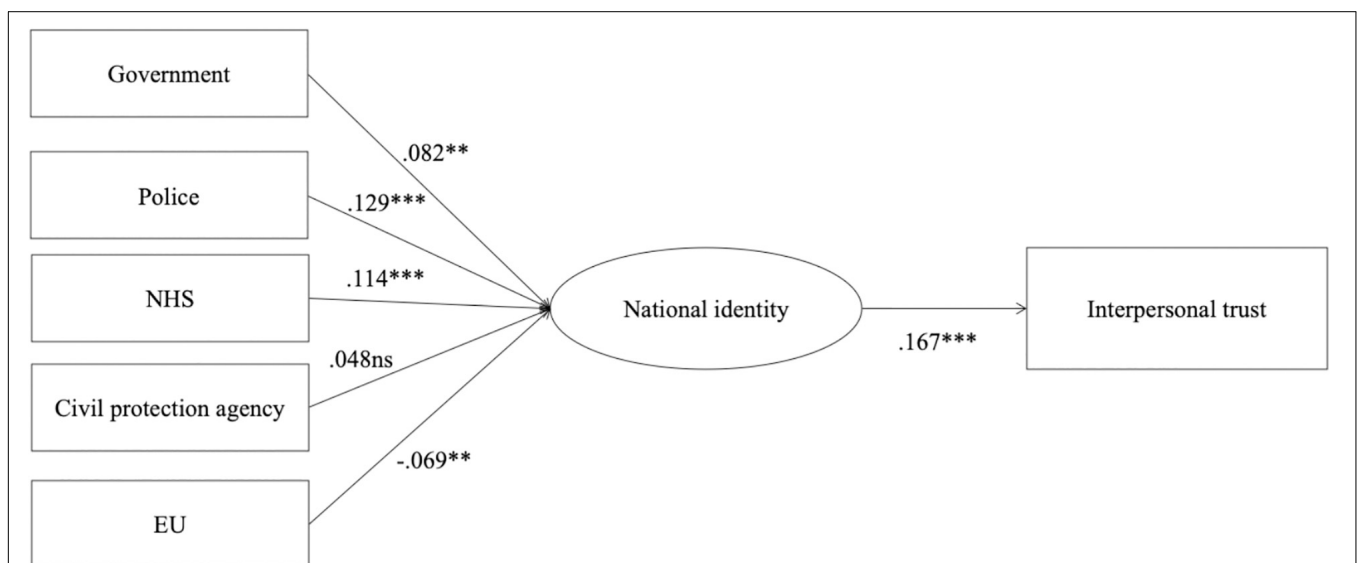 Government
.082**
Police
.129***
NHS
.114***
National identity
Interpersonal trust
.167***
.048ns
Civil protection agency
-.069**
EU